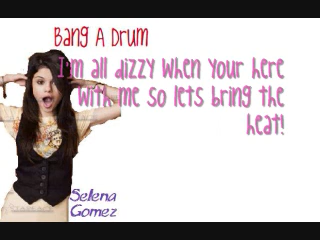 Bang A Drum
I'm all dizzy when your here
with me so lets bring the
heat!
Selena
Gomez